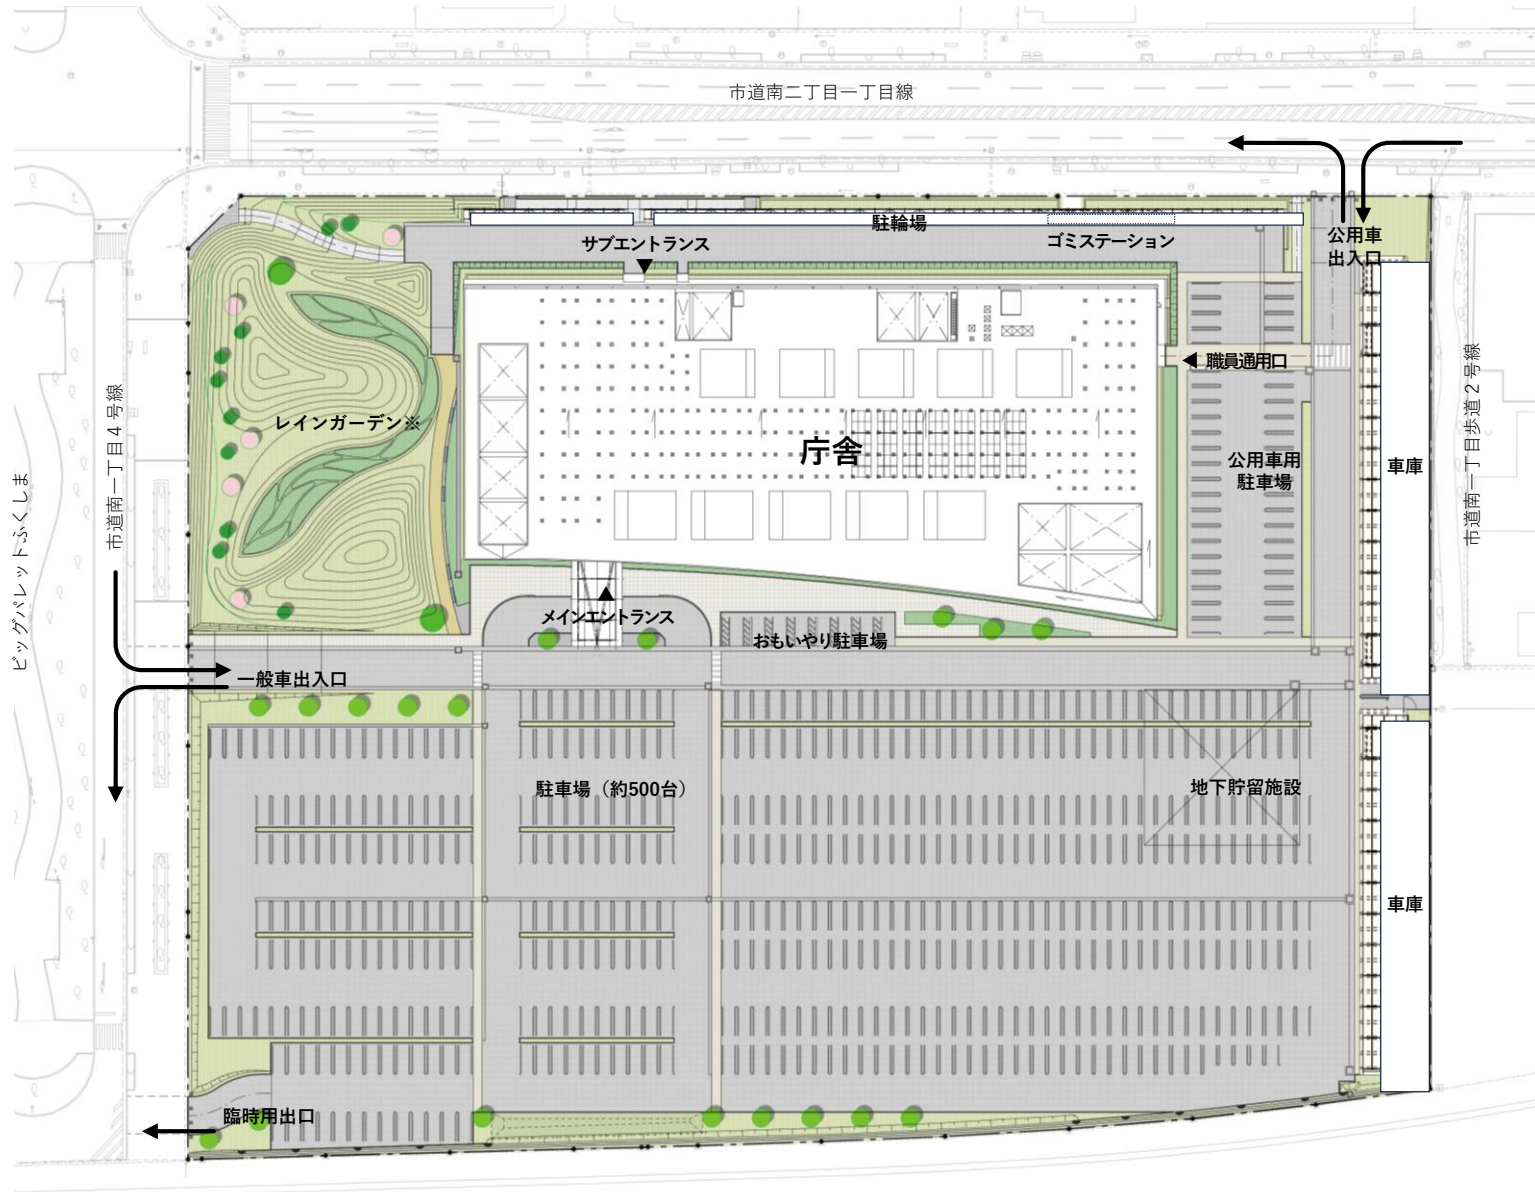 市道南二丁目一丁目線
駐輪場
サブエントランス
ゴミステーション
公用車
出入口
職員通用口
レインガーデン※
庁舎
公用車用
駐車場
車庫
市道南一丁目歩道２号線
市道南一丁目４号線
ビッグパレットふくしま
メインエントランス
おもいやり駐車場
一般車出入口
駐車場（約500台）
地下貯留施設
車庫
臨時用出口